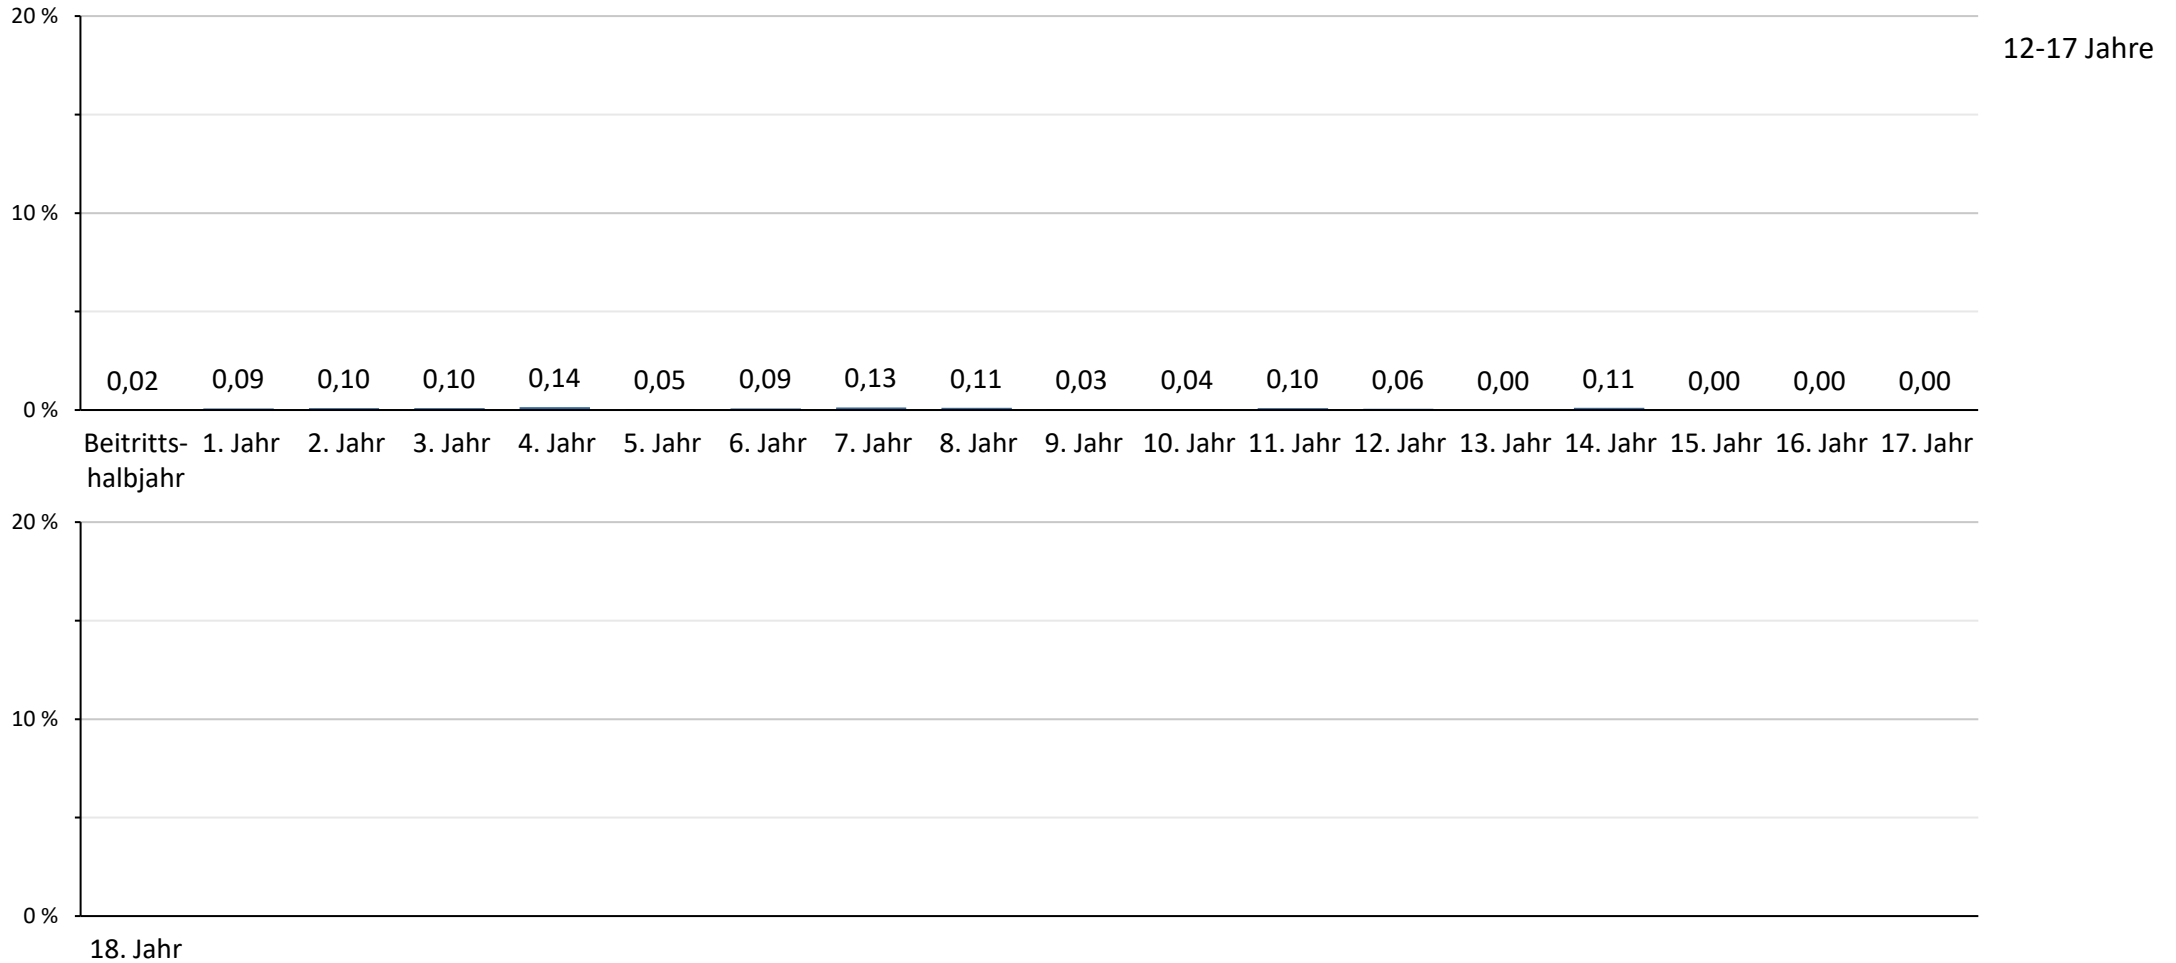 20 %
12-17 Jahre
10 %
0,02 0,09 0,10 0,10 0,14 0,05 0,09 0,13 0,11 0,03 0,04 0,10 0,06 0,00 0,11 0,00 0,00 0,00
0 %
Beitritts- 1. Jahr 2. Jahr 3. Jahr 4. Jahr 5. Jahr 6. Jahr 7. Jahr 8. Jahr 9. Jahr 10. Jahr 11. Jahr 12. Jahr 13. Jahr 14. Jahr 15. Jahr 16. Jahr 17. Jahr
halbjahr
20 %
10 %
0 %
18. Jahr